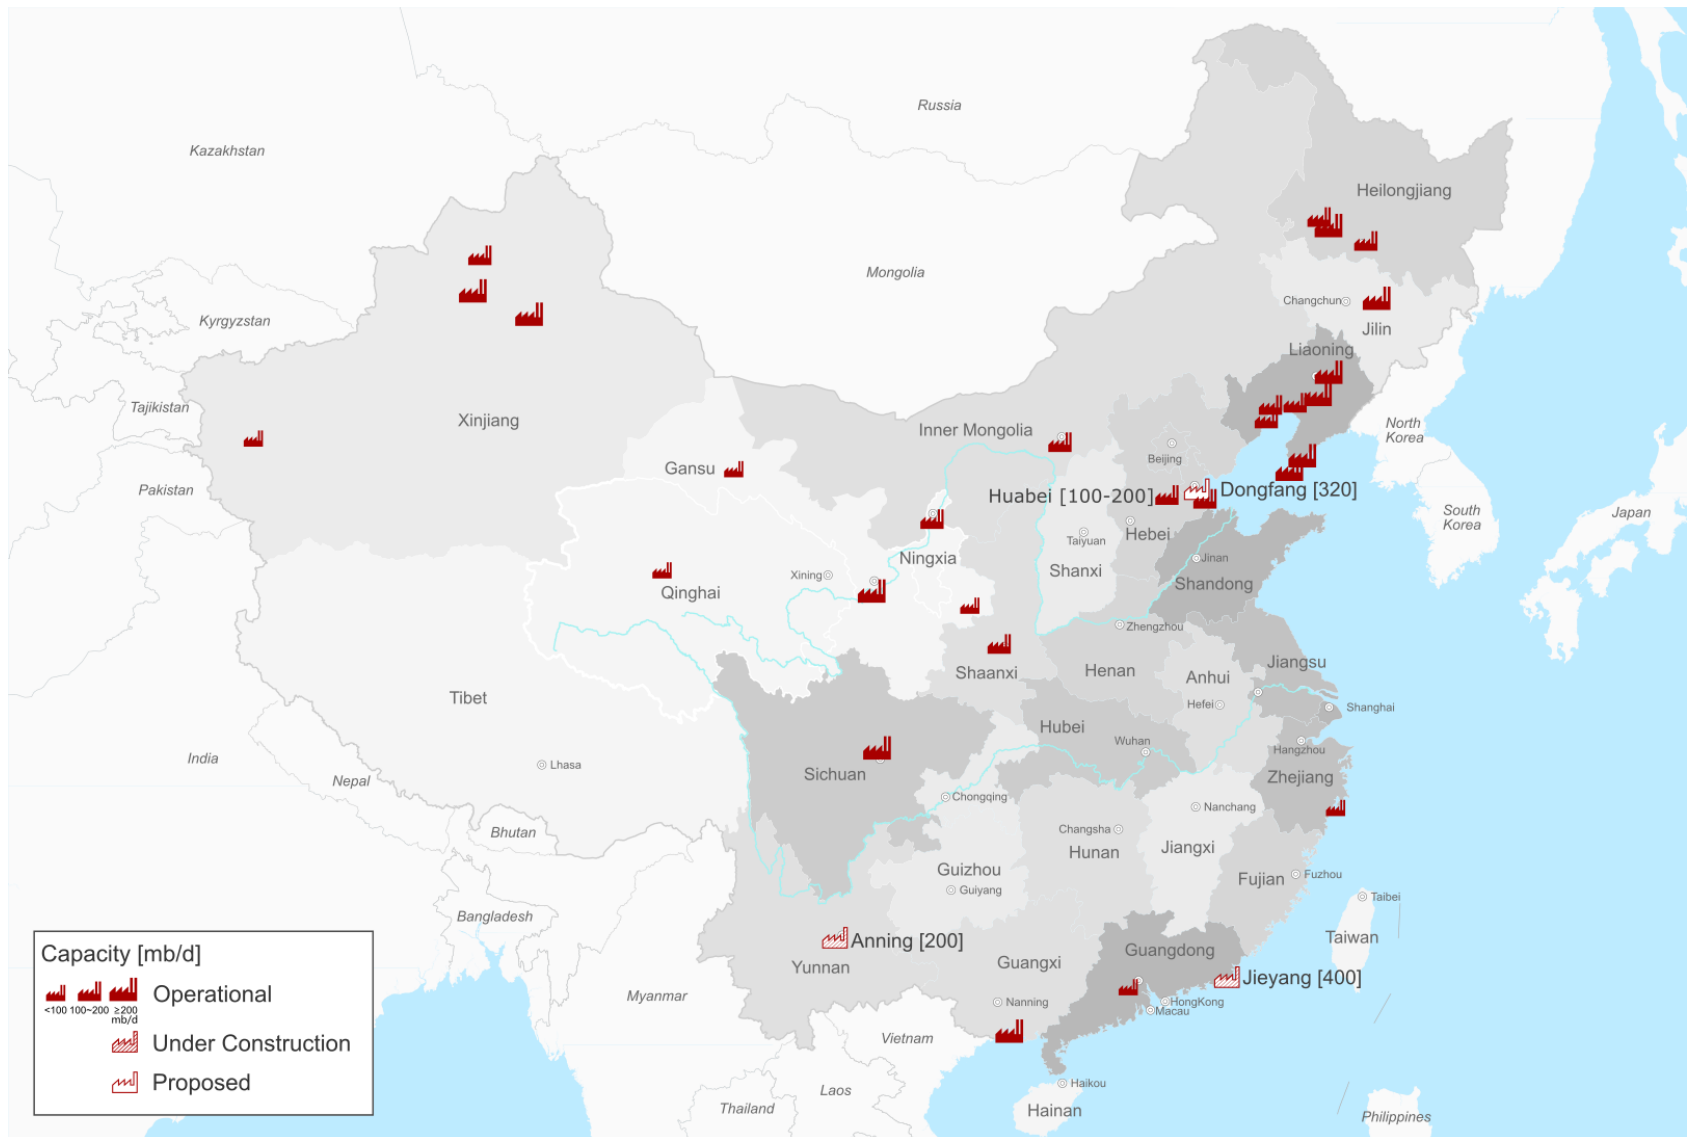 Russia
Kazakhstan
Heilongjiang
Mongolia
Changchun
Kyrgyzstan
Jilin
Liaoning
Tajikistan
Xinjiang
Inner Mongolia
North
Korea
Beijing
Gansu
Pakistan
Huabei [100-200]
Dongfang [320]
South
Korea
Japan
Hebei
Taiyuan
Ningxia
Jinan
Shanxi
Xining
Shandong
Qinghai
Zhengzhou
Jiangsu
Henan
Shaanxi
Anhui
Tibet
Hefei
Shanghai
Hubei
Wuhan
Hangzhou
India
Lhasa
Sichuan
Zhejiang
Nepal
Chongqing
Nanchang
Bhutan
Changsha
Jiangxi
Hunan
Guizhou
Fujian
Fuzhou
Guiyang
Taibei
Bangladesh
Taiwan
Anning [200]
Guangdong
Yunnan
Guangxi
Jieyang [400]
Myanmar
Nanning
HongKong
Macau
Vietnam
Haikou
Laos
Hainan
Thailand
Philippines
Capacity [mb/d]
Operational
<100 100~200 ≥200
mb/d
Under Construction
Proposed